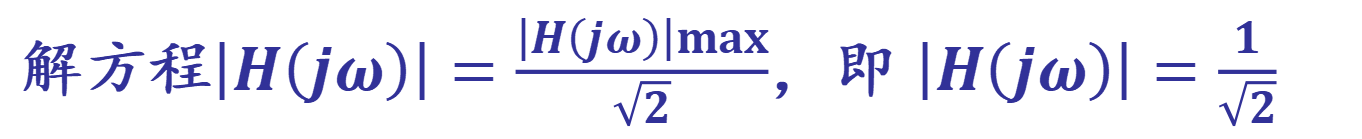 解方程|H(jω)| = |H(jω)|max/√2, 即 |H(jω)| = 1/√2